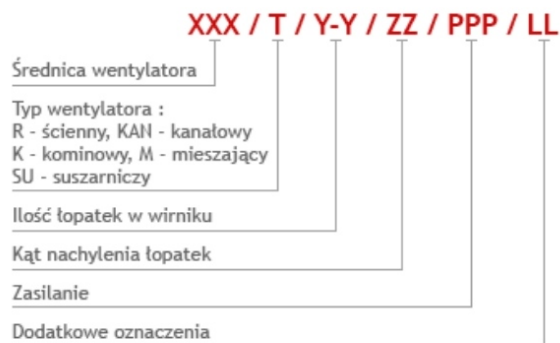 XXX / T / Y-Y / ZZ / PPP / LL
Średnica wentylatora
Typ wentylatora :
R - ścienny, KAN - kanałowy
K - kominowy, M - mieszający
SU - suszarniczy
Ilość łopatek w wirniku
Kąt nachylenia łopatek
Zasilanie
Dodatkowe oznaczenia